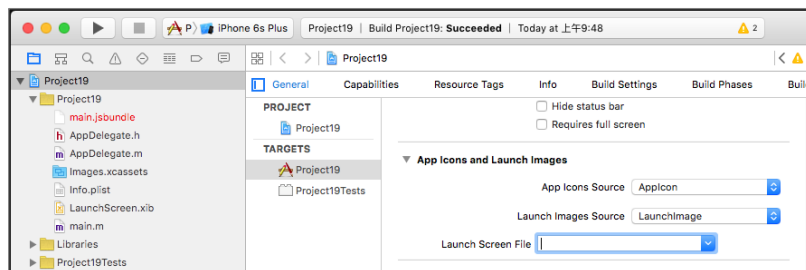 P〉 iPhone 6s Plus Project19 | Build Project19: Succeeded | Today at 上午9:48 2
Project19
Project19
General Capabilities Resource Tags Info Build Settings Build Phases Bui
Project19
main.jsbundle
h AppDelegate.h
m AppDelegate.m
Images.xcassets
Info.plist
LaunchScreen.xib
m main.m
Libraries
Project19Tests
PROJECT
Project19
TARGETS
Project19
Project19Tests
Hide status bar
Requires full screen
App Icons and Launch Images
App Icons Source AppIcon
Launch Images Source LaunchImage
Launch Screen File